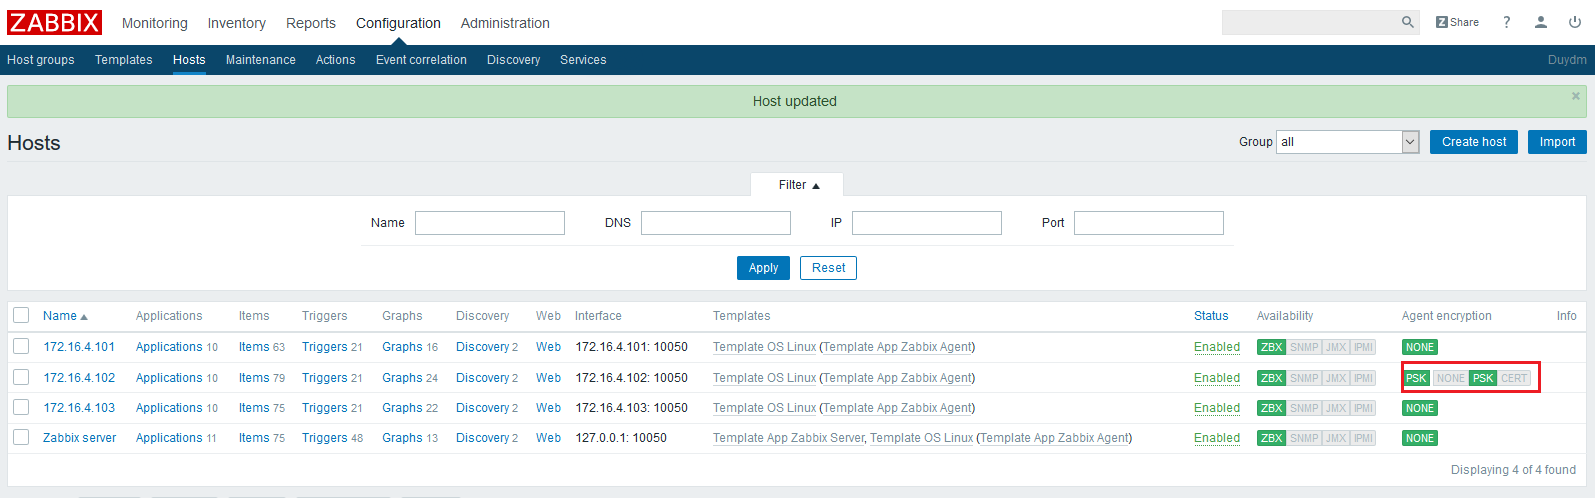 ZABBIX Monitoring Inventory Reports Configuration Administration Z Share ?
Host groups Templates Hosts Maintenance Actions Event correlation Discovery Services Duydm
Host updated ×
Hosts Group all Create host Import
Filter ▲
Name DNS IP Port
Apply Reset
Name ▲ Applications Items Triggers Graphs Discovery Web Interface Templates Status Availability Agent encryption Info
172.16.4.101 Applications 10 Items 63 Triggers 21 Graphs 16 Discovery 2 Web 172.16.4.101: 10050 Template OS Linux (Template App Zabbix Agent) Enabled ZBX SNMP JMX IPMI NONE
172.16.4.102 Applications 10 Items 79 Triggers 21 Graphs 24 Discovery 2 Web 172.16.4.102: 10050 Template OS Linux (Template App Zabbix Agent) Enabled ZBX SNMP JMX IPMI PSK NONE PSK CERT
172.16.4.103 Applications 10 Items 75 Triggers 21 Graphs 22 Discovery 2 Web 172.16.4.103: 10050 Template OS Linux (Template App Zabbix Agent) Enabled ZBX SNMP JMX IPMI NONE
Zabbix server Applications 11 Items 75 Triggers 48 Graphs 13 Discovery 2 Web 127.0.0.1: 10050 Template App Zabbix Server, Template OS Linux (Template App Zabbix Agent) Enabled ZBX SNMP JMX IPMI NONE
Displaying 4 of 4 found